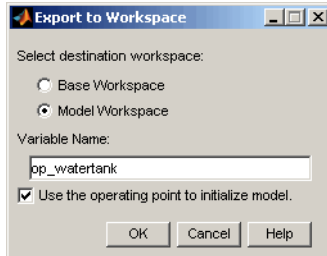 Export to Workspace
Select destination workspace:
Base Workspace
Model Workspace
Variable Name:
op_watertank
Use the operating point to initialize model.
OK Cancel Help